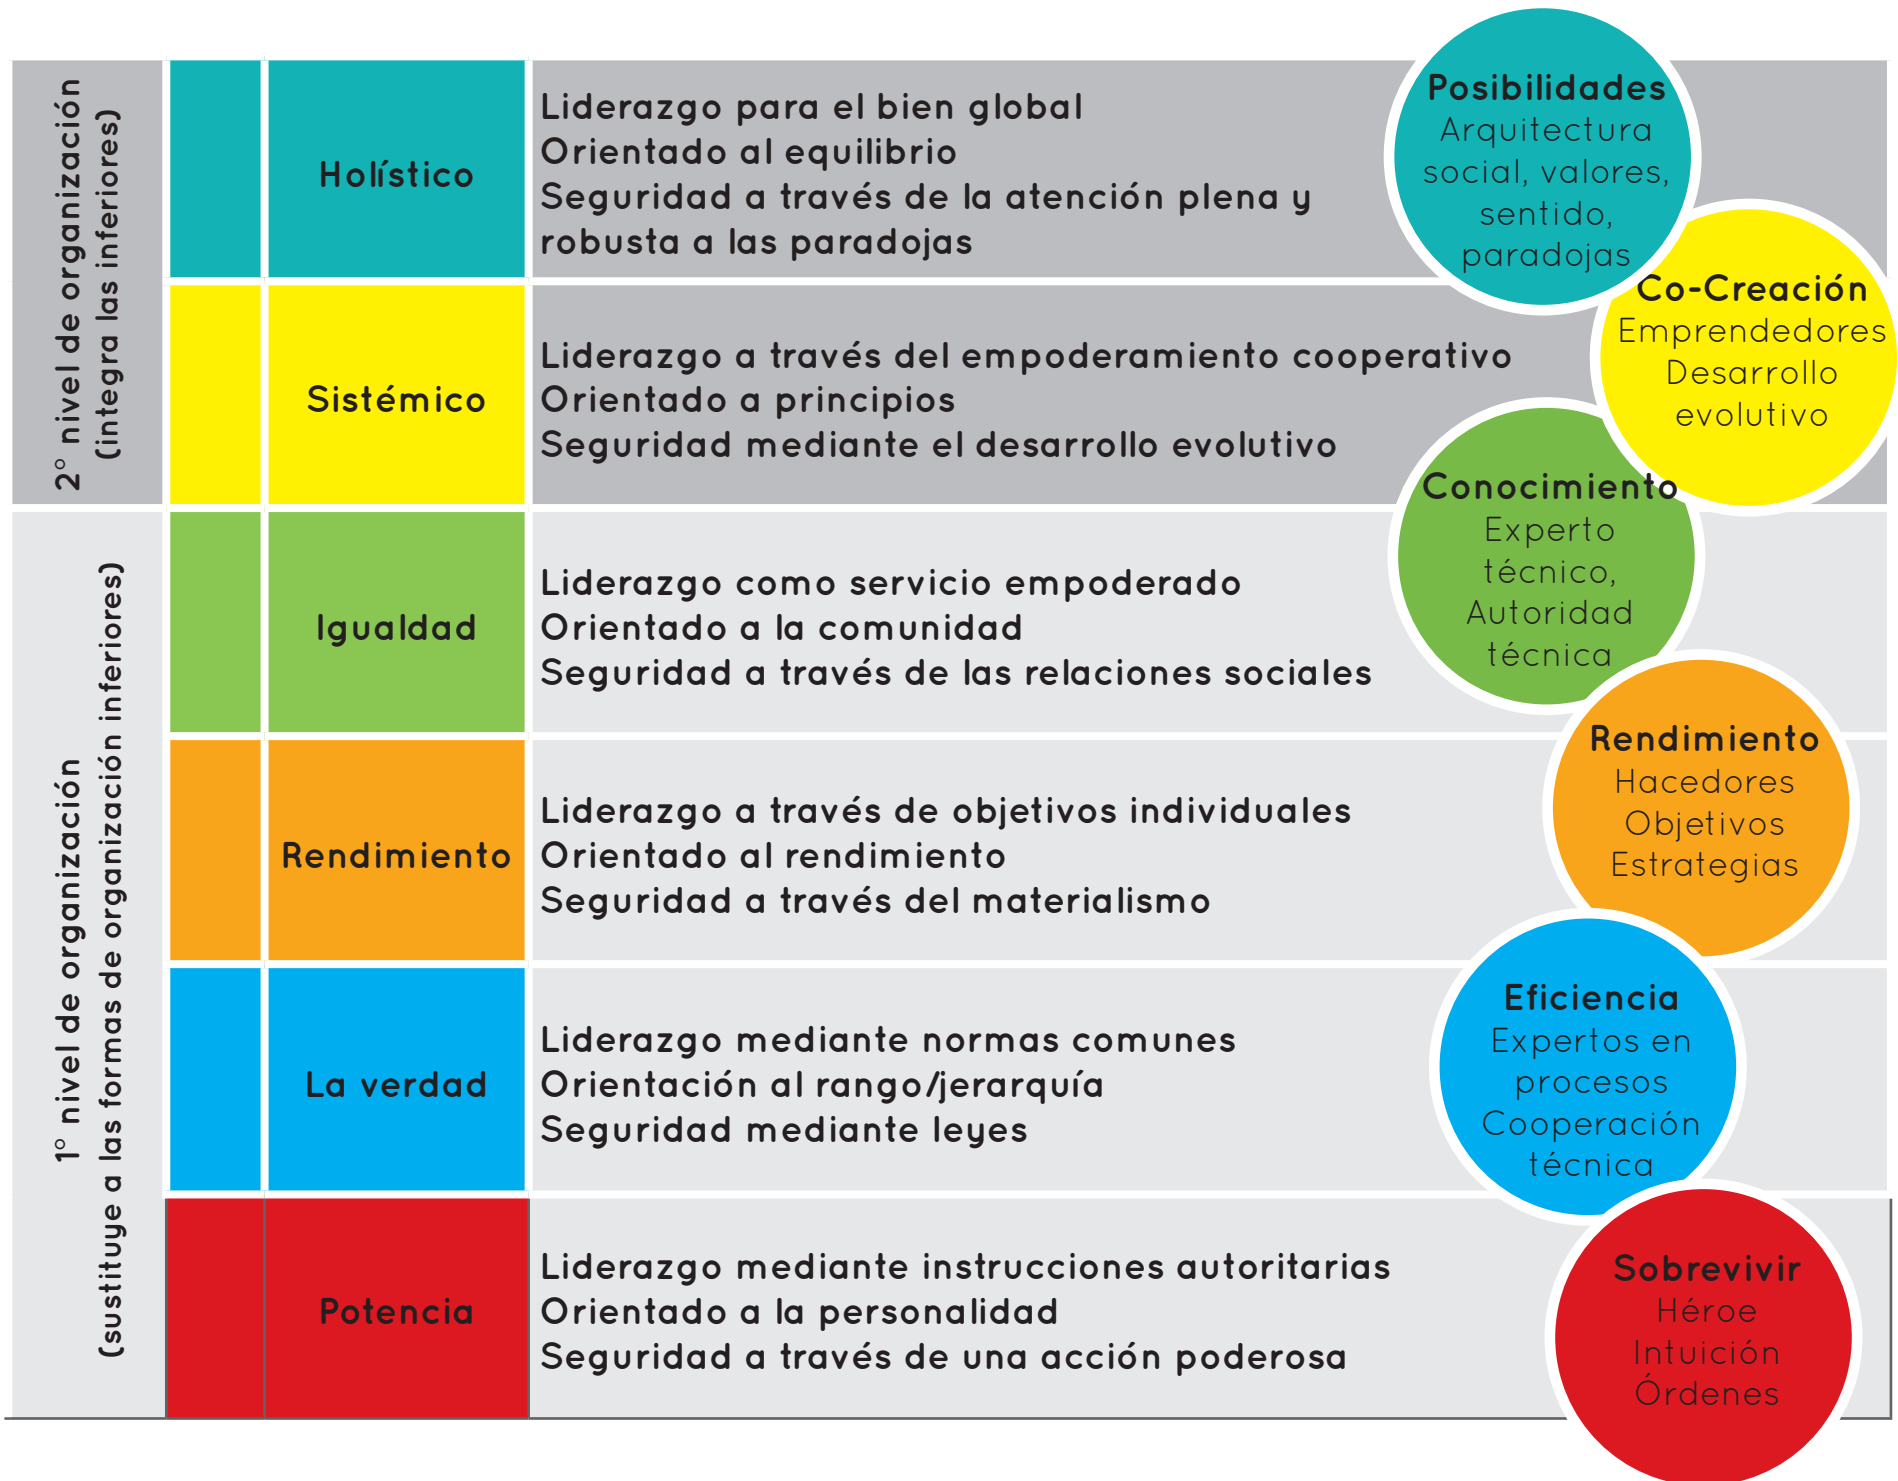 2° nivel de organización
(integra las inferiores)
Holístico
Liderazgo para el bien global
Orientado al equilibrio
Seguridad a través de la atención plena y
robusta a las paradojas
Posibilidades
Arquitectura
social, valores,
sentido,
paradojas
Sistémico
Liderazgo a través del empoderamiento cooperativo
Orientado a principios
Seguridad mediante el desarrollo evolutivo
Co-Creación
Emprendedores
Desarrollo
evolutivo
1° nivel de organización
(sustituye a las formas de organización inferiores)
Igualdad
Liderazgo como servicio empoderado
Orientado a la comunidad
Seguridad a través de las relaciones sociales
Conocimiento
Experto
técnico,
Autoridad
técnica
Rendimiento
Liderazgo a través de objetivos individuales
Orientado al rendimiento
Seguridad a través del materialismo
Rendimiento
Hacedores
Objetivos
Estrategias
La verdad
Liderazgo mediante normas comunes
Orientación al rango/jerarquía
Seguridad mediante leyes
Eficiencia
Expertos en
procesos
Cooperación
técnica
Potencia
Liderazgo mediante instrucciones autoritarias
Orientado a la personalidad
Seguridad a través de una acción poderosa
Sobrevivir
Héroe
Intuición
Órdenes